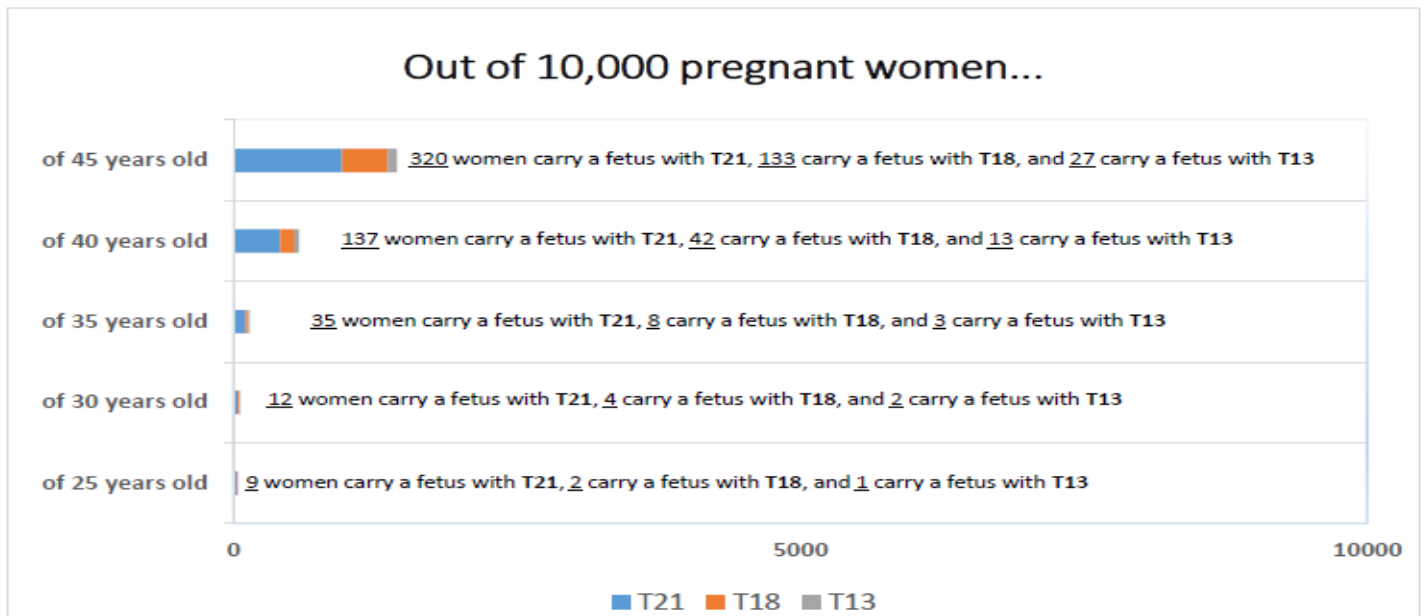 Out of 10,000 pregnant women...
of 45 years old 320 women carry a fetus with T21, 133 carry a fetus with T18, and 27 carry a fetus with T13
of 40 years old 137 women carry a fetus with T21, 42 carry a fetus with T18, and 13 carry a fetus with T13
of 35 years old 35 women carry a fetus with T21, 8 carry a fetus with T18, and 3 carry a fetus with T13
of 30 years old 12 women carry a fetus with T21, 4 carry a fetus with T18, and 2 carry a fetus with T13
of 25 years old 9 women carry a fetus with T21, 2 carry a fetus with T18, and 1 carry a fetus with T13
0 5000 10000
T21 T18 T13